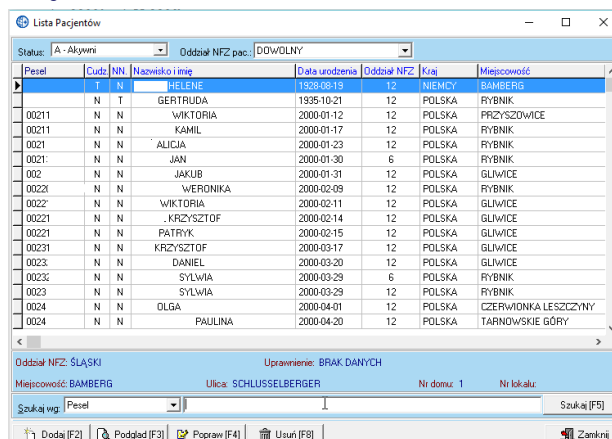 Lista Pacjentów
Status: A - Akywni Oddział NFZ pac.: DOWOLNY
Pesel Cudz. NN. Nazwisko i imię Data urodzenia Oddział NFZ Kraj Miejscowość
T N HELENE 1928-08-19 12 NIEMCY BAMBERG
N T GERTRUDA 1935-10-21 12 POLSKA RYBNIK
00211 N N WIKTORIA 2000-01-12 12 POLSKA PRZYSZOWICE
00211 N N KAMIL 2000-01-17 12 POLSKA RYBNIK
0021 N N ALICJA 2000-01-23 12 POLSKA RYBNIK
0021 N N JAN 2000-01-30 6 POLSKA RYBNIK
002 N N JAKUB 2000-01-31 12 POLSKA GLIWICE
0022 N N WERONIKA 2000-02-09 12 POLSKA RYBNIK
0022 N N WIKTORIA 2000-02-11 12 POLSKA GLIWICE
00221 N N KRZYSZTOF 2000-02-14 12 POLSKA GLIWICE
00221 N N PATRYK 2000-02-15 12 POLSKA GLIWICE
00231 N N KRZYSZTOF 2000-03-17 12 POLSKA GLIWICE
0023 N N DANIEL 2000-03-20 12 POLSKA GLIWICE
0023 N N SYLWIA 2000-03-29 6 POLSKA RYBNIK
0023 N N SYLWIA 2000-03-29 12 POLSKA RYBNIK
0024 N N OLGA 2000-04-01 12 POLSKA CZERWIONKA LESZCZYNY
0024 N N PAULINA 2000-04-20 12 POLSKA TARNOWSKIE GÓRY
Oddział NFZ: ŚLĄSKI Uprawnienie: BRAK DANYCH
Miejscowość: BAMBERG Ulica: SCHLUSSELBERGER Nr domu: 1 Nr lokalu:
Szukaj wg: Pesel Szukaj [F5]
Dodaj [F2] Podgląd [F3] Popraw [F4] Usuń [F8] Zamknij